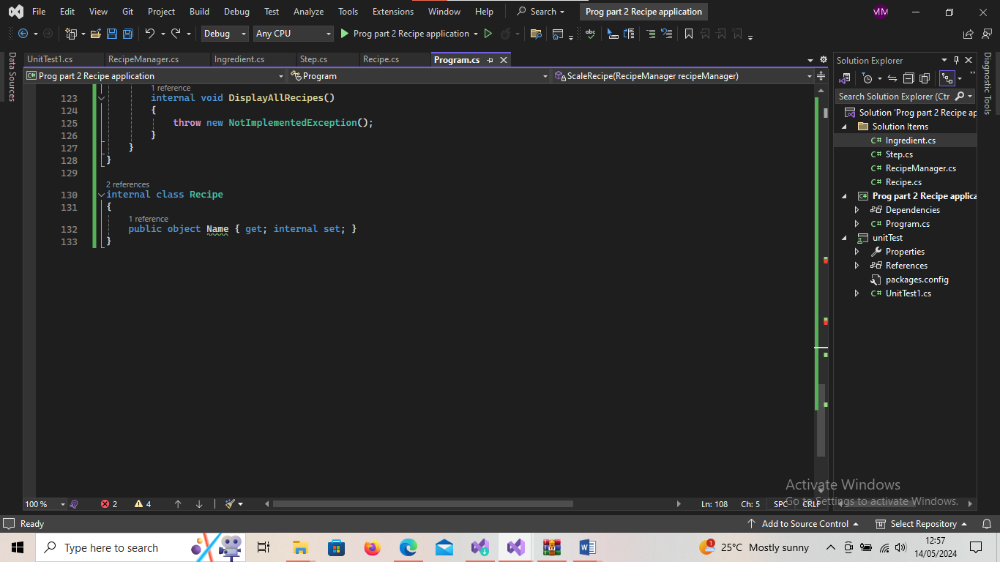 File Edit View Git Project Build Debug Test Analyze Tools Extensions Window Help Search Prog part 2 Recipe application MM
Debug Any CPU Prog part 2 Recipe application
Data Sources
UnitTest1.cs RecipeManager.cs Ingredient.cs Step.cs Recipe.cs Program.cs
C# Prog part 2 Recipe application Program ScaleRecipe(RecipeManager recipeManager)
1 reference
123 internal void DisplayAllRecipes()
124 {
125 throw new NotImplementedException();
126 }
127 }
128 }
129
2 references
130 internal class Recipe
131 {
1 reference
132 public object Name { get; internal set; }
133 }
100 % 2 4 Ln: 108 Ch: 5 SPC CRLF
Solution Explorer
Search Solution Explorer (Ctr
Solution 'Prog part 2 Recipe ap
Solution Items
C# Ingredient.cs
C# Step.cs
C# RecipeManager.cs
C# Recipe.cs
C# Prog part 2 Recipe applica
Dependencies
C# Program.cs
unitTest
Properties
References
packages.config
C# UnitTest1.cs
Diagnostic Tools
Activate Windows
Go to Settings to activate Windows.
Ready Add to Source Control Select Repository
Type here to search 25°C Mostly sunny 12:57
14/05/2024